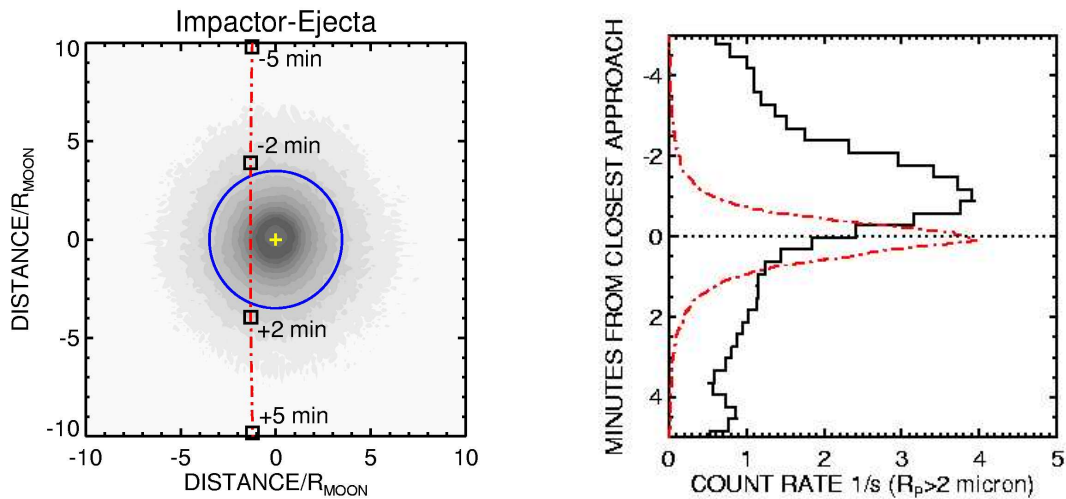 Impactor-Ejecta
10
5
0
-5
-10
-10
-5
0
5
10
DISTANCE/R_MOON
DISTANCE/R_MOON
-5 min
-2 min
+2 min
+5 min
MINUTES FROM CLOSEST APPROACH
-4
-2
0
2
4
0
1
2
3
4
5
COUNT RATE 1/s (R_P>2 micron)